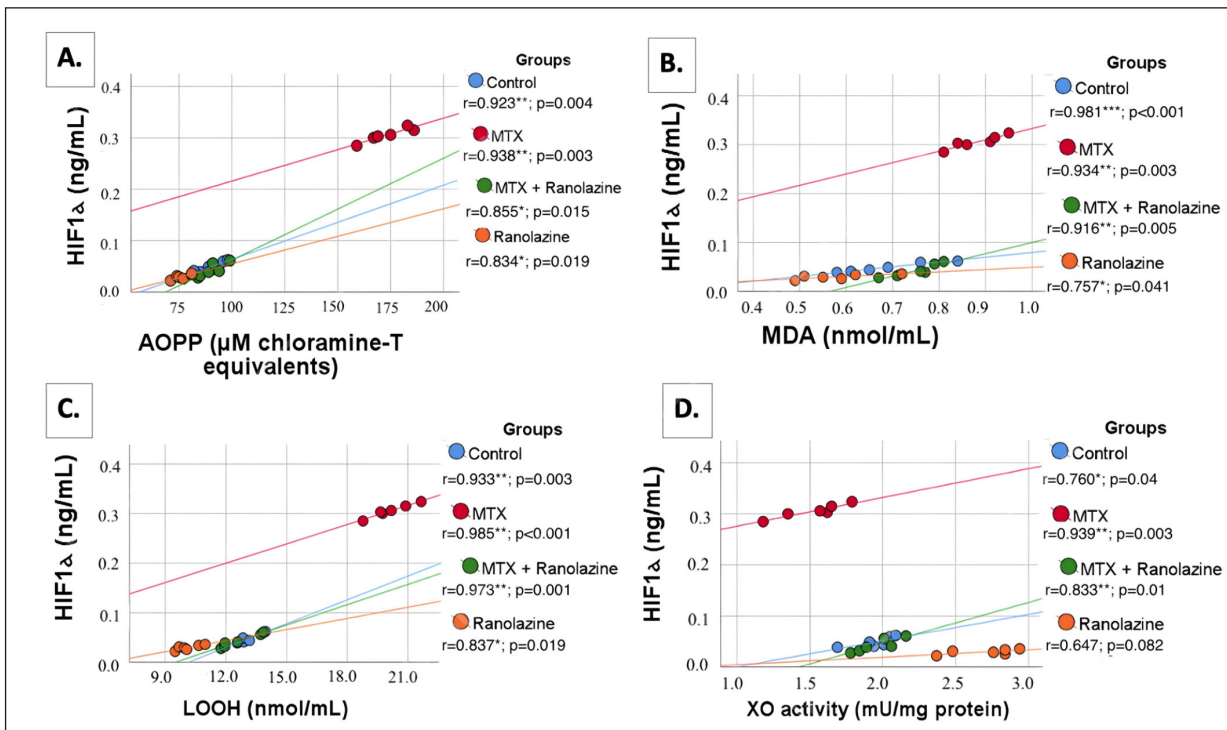 A.
Groups
Control
r=0.923**; p=0.004
MTX
r=0.938**; p=0.003
MTX + Ranolazine
r=0.855*; p=0.015
Ranolazine
r=0.834*; p=0.019
HIF1a (ng/mL)
0.4
0.3
0.2
0.1
0.0
75 100 125 150 175 200
AOPP (µM chloramine-T
equivalents)
B.
Groups
Control
r=0.981***; p<0.001
MTX
r=0.934**; p=0.003
MTX + Ranolazine
r=0.916**; p=0.005
Ranolazine
r=0.757*; p=0.041
HIF1a (ng/mL)
0.4
0.3
0.2
0.1
0.0
0.4 0.5 0.6 0.7 0.8 0.9 1.0
MDA (nmol/mL)
C.
Groups
Control
r=0.933**; p=0.003
MTX
r=0.985**; p<0.001
MTX + Ranolazine
r=0.973**; p=0.001
Ranolazine
r=0.837*; p=0.019
HIF1a (ng/mL)
0.4
0.3
0.2
0.1
0.0
9.0 12.0 15.0 18.0 21.0
LOOH (nmol/mL)
D.
Groups
Control
r=0.760*; p=0.04
MTX
r=0.939**; p=0.003
MTX + Ranolazine
r=0.833**; p=0.01
Ranolazine
r=0.647; p=0.082
HIF1a (ng/mL)
0.4
0.3
0.2
0.1
0.0
1.0 1.5 2.0 2.5 3.0
XO activity (mU/mg protein)